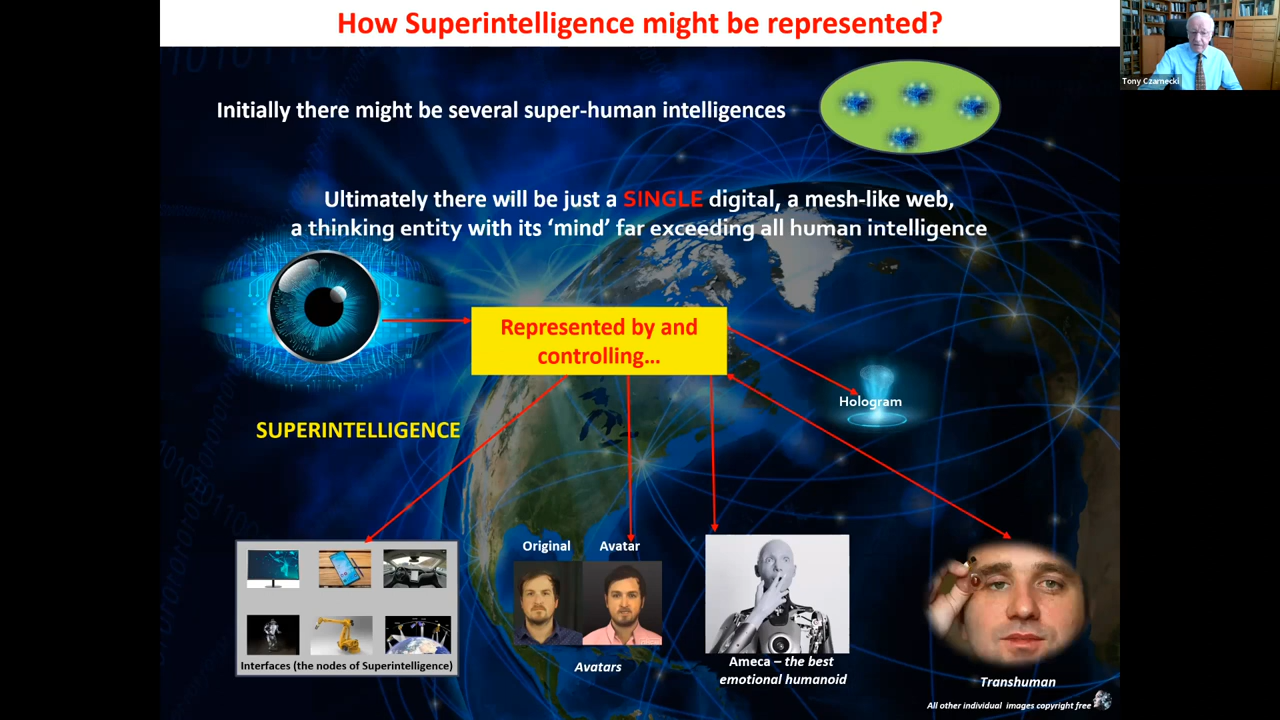 How Superintelligence might be represented?
Tony Czarnecki
Initially there might be several super-human intelligences
Ultimately there will be just a SINGLE digital, a mesh-like web,
a thinking entity with its ‘mind’ far exceeding all human intelligence
Represented by and
controlling...
Hologram
SUPERINTELLIGENCE
Original Avatar
Interfaces (the nodes of Superintelligence)
Avatars
Ameca – the best
emotional humanoid
Transhuman
All other individual images copyright free